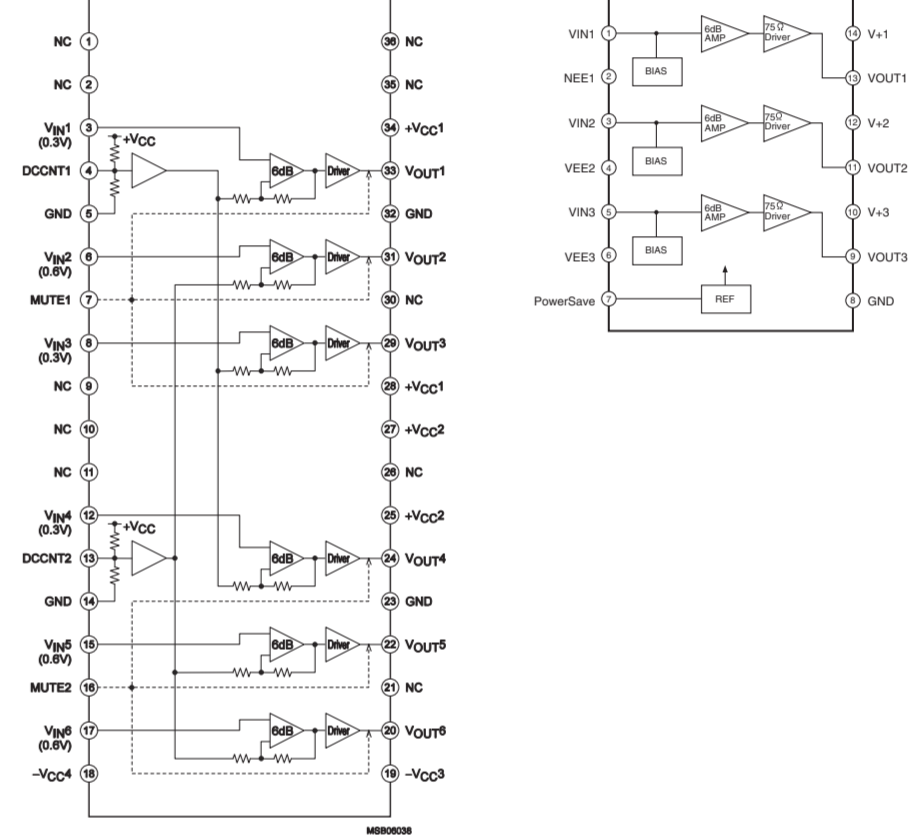 NC 1
36 NC
NC 2
35 NC
VIN1 3
(0.3V)
+VCC
34 +VCC1
DCCNT1 4
6dB
Driver
33 VOUT1
GND 5
32 GND
VIN2 6
(0.6V)
6dB
Driver
31 VOUT2
MUTE1 7
30 NC
VIN3 8
(0.3V)
6dB
Driver
29 VOUT3
NC 9
28 +VCC1
NC 10
27 +VCC2
NC 11
26 NC
VIN4 12
(0.3V)
+VCC
25 +VCC2
DCCNT2 13
6dB
Driver
24 VOUT4
GND 14
23 GND
VIN5 15
(0.6V)
6dB
Driver
22 VOUT5
MUTE2 16
21 NC
VIN6 17
(0.6V)
6dB
Driver
20 VOUT6
–VCC4 18
19 –VCC3
MSB06036
VIN1 1
6dB
AMP
75Ω
Driver
14 V+1
NEE1 2
BIAS
13 VOUT1
VIN2 3
6dB
AMP
75Ω
Driver
12 V+2
VEE2 4
BIAS
11 VOUT2
VIN3 5
6dB
AMP
75Ω
Driver
10 V+3
VEE3 6
BIAS
9 VOUT3
PowerSave 7
REF
8 GND